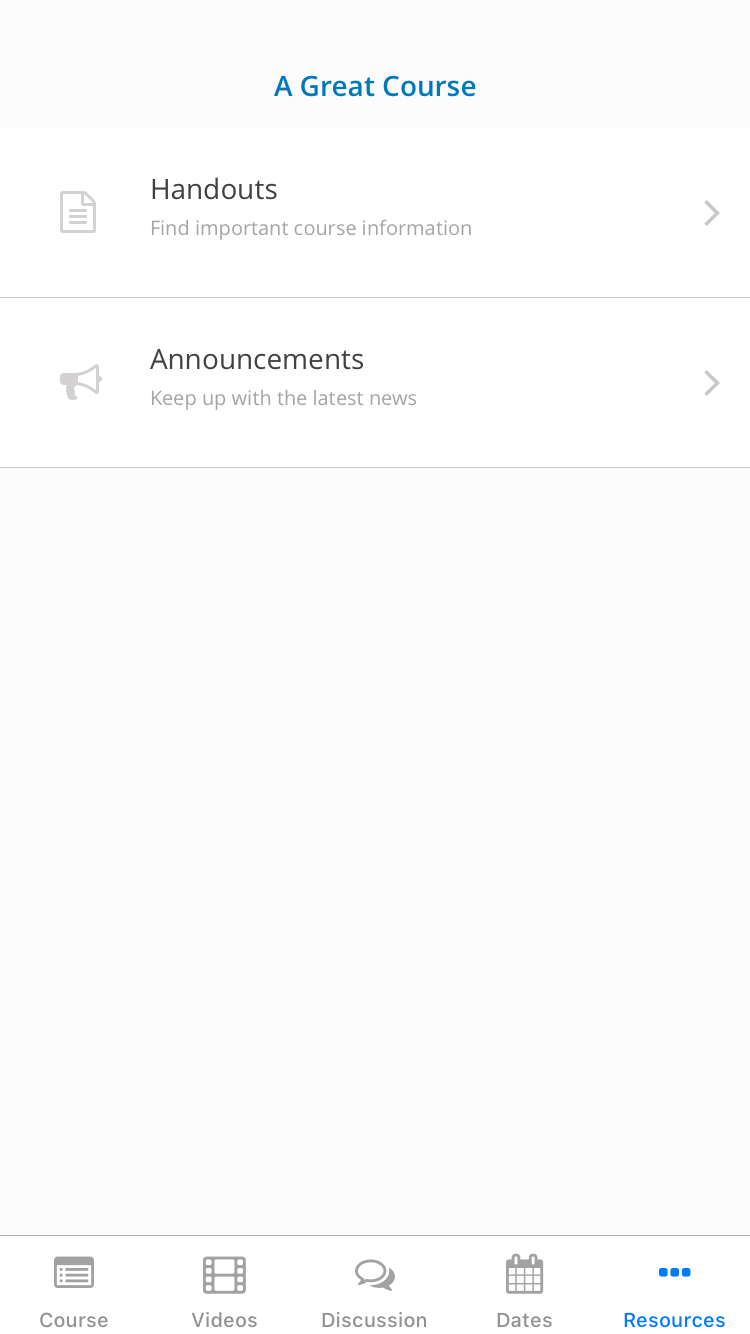 A Great Course
Handouts
Find important course information
Announcements
Keep up with the latest news
Course
Videos
Discussion
Dates
Resources